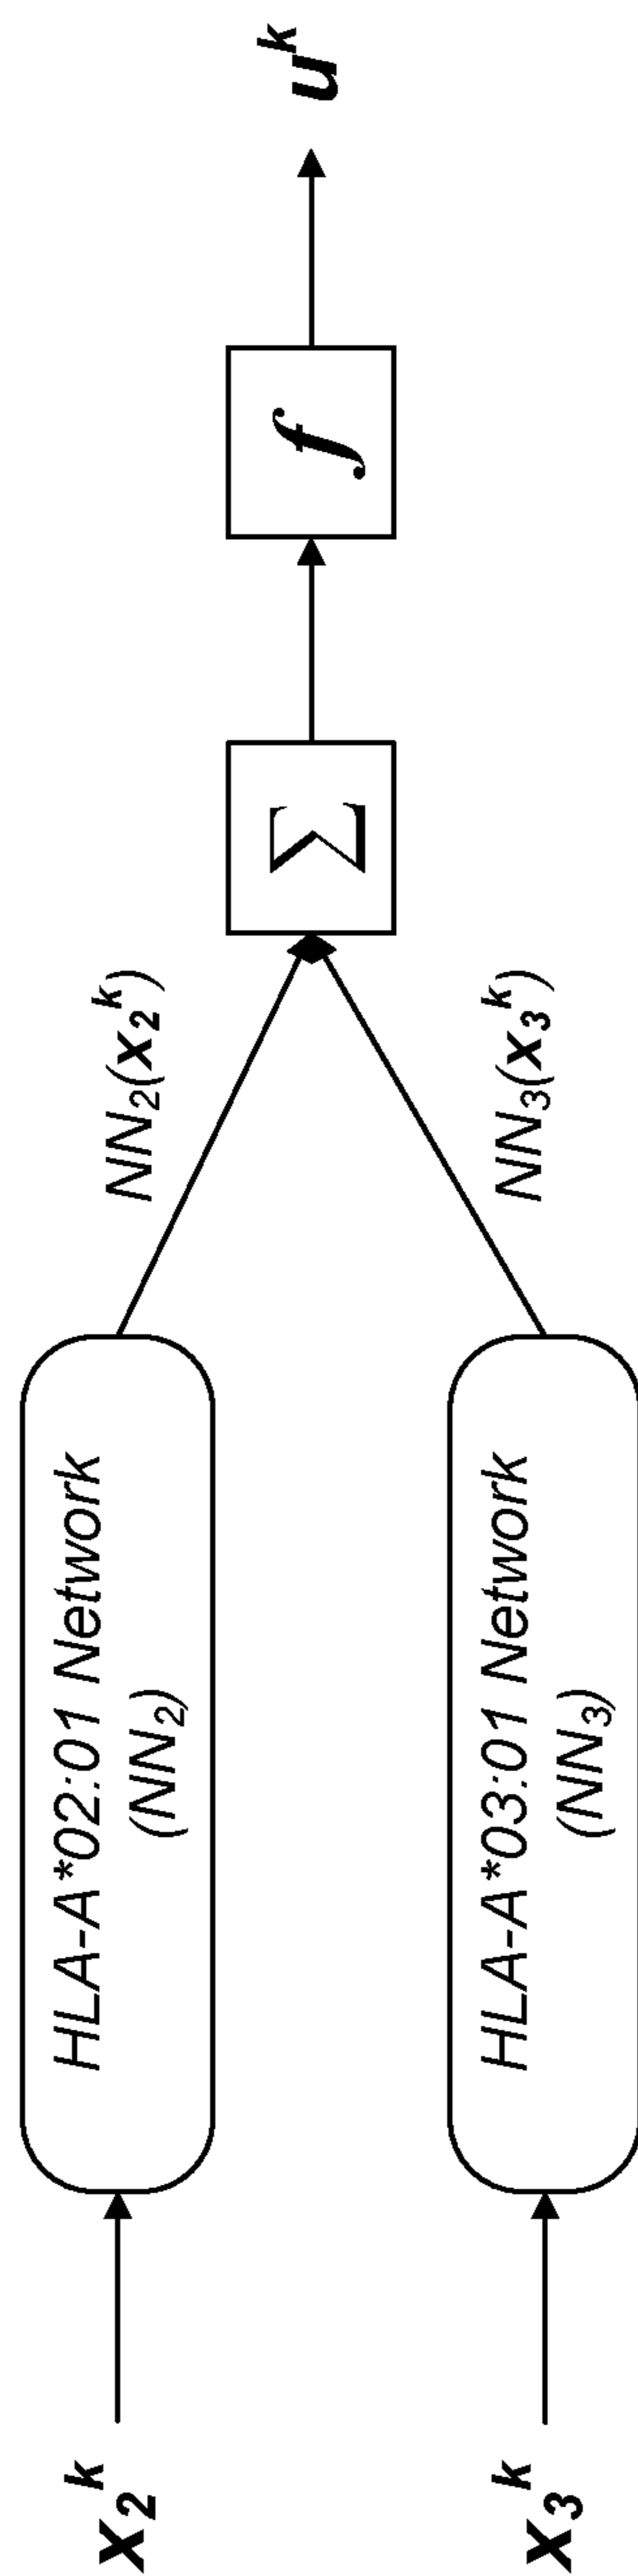 x₂ᵏ
HLA-A*02:01 Network
(NN₂)
NN₂(x₂ᵏ)
x₃ᵏ
HLA-A*03:01 Network
(NN₃)
NN₃(x₃ᵏ)
Σ
f
uᵏ